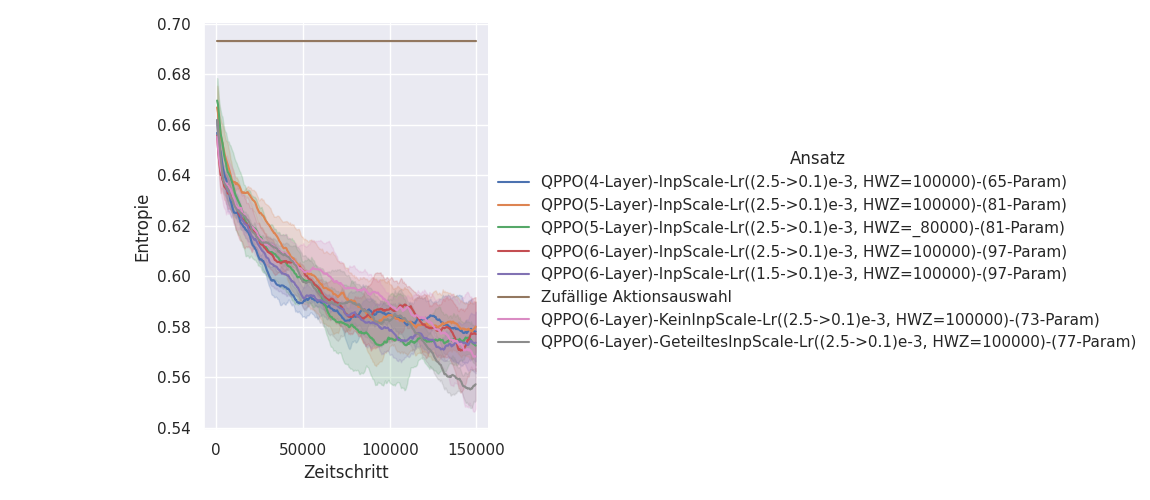 0.70
0.68
0.66
0.64
0.62
0.60
0.58
0.56
0.54
Entropie
0
50000
100000
150000
Zeitschritt
Ansatz
QPPO(4-Layer)-InpScale-Lr((2.5->0.1)e-3, HWZ=100000)-(65-Param)
QPPO(5-Layer)-InpScale-Lr((2.5->0.1)e-3, HWZ=100000)-(81-Param)
QPPO(5-Layer)-InpScale-Lr((2.5->0.1)e-3, HWZ=_80000)-(81-Param)
QPPO(6-Layer)-InpScale-Lr((2.5->0.1)e-3, HWZ=100000)-(97-Param)
QPPO(6-Layer)-InpScale-Lr((1.5->0.1)e-3, HWZ=100000)-(97-Param)
Zufällige Aktionsauswahl
QPPO(6-Layer)-KeinInpScale-Lr((2.5->0.1)e-3, HWZ=100000)-(73-Param)
QPPO(6-Layer)-GeteiltesInpScale-Lr((2.5->0.1)e-3, HWZ=100000)-(77-Param)